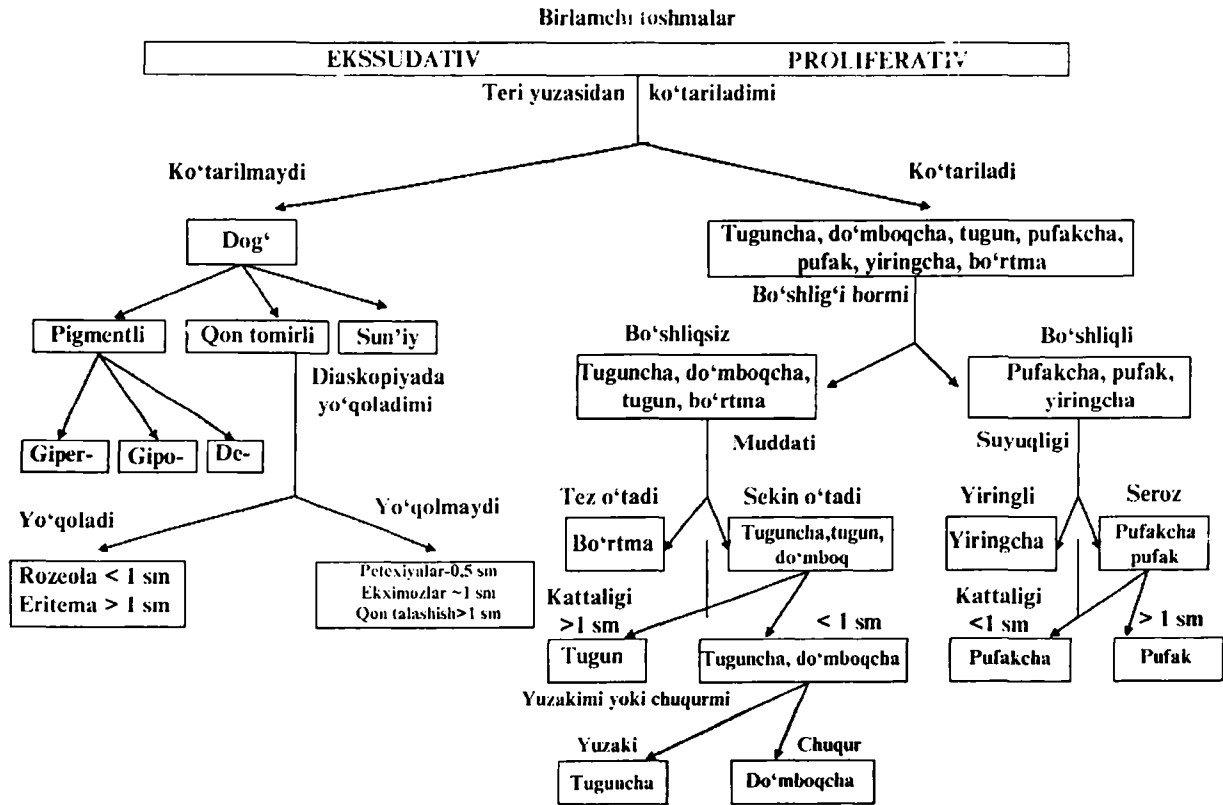 Birlamchi toshmalar
EKSSUDATIV PROLIFERATIV
Teri yuzasidan ko‘tariladimi
Ko‘tarilmaydi
Ko‘tariladi
Dog‘
Tuguncha, do‘mboqcha, tugun, pufakcha,
pufak, yiringcha, bo‘rtma
Bo‘shlig‘i bormi
Pigmentli
Qon tomirli
Sun’iy
Bo‘shliqsiz
Bo‘shliqli
Diaskopiyada
yo‘qoladimi
Tuguncha, do‘mboqcha,
tugun, bo‘rtma
Pufakcha, pufak,
yiringcha
Giper-
Gipo-
De-
Muddati
Suyuqligi
Yo‘qoladi
Yo‘qolmaydi
Tez o‘tadi
Sekin o‘tadi
Yiringli
Seroz
Bo‘rtma
Tuguncha,tugun,
do‘mboq
Yiringcha
Pufakcha
pufak
Rozeola < 1 sm
Eritema > 1 sm
Petexiyalar-0,5 sm
Ekximozlar ~1 sm
Qon talashish>1 sm
Kattaligi
>1 sm
< 1 sm
Kattaligi
<1 sm
> 1 sm
Tugun
Tuguncha, do‘mboqcha
Pufakcha
Pufak
Yuzakimi yoki chuqurmi
Yuzaki
Chuqur
Tuguncha
Do‘mboqcha